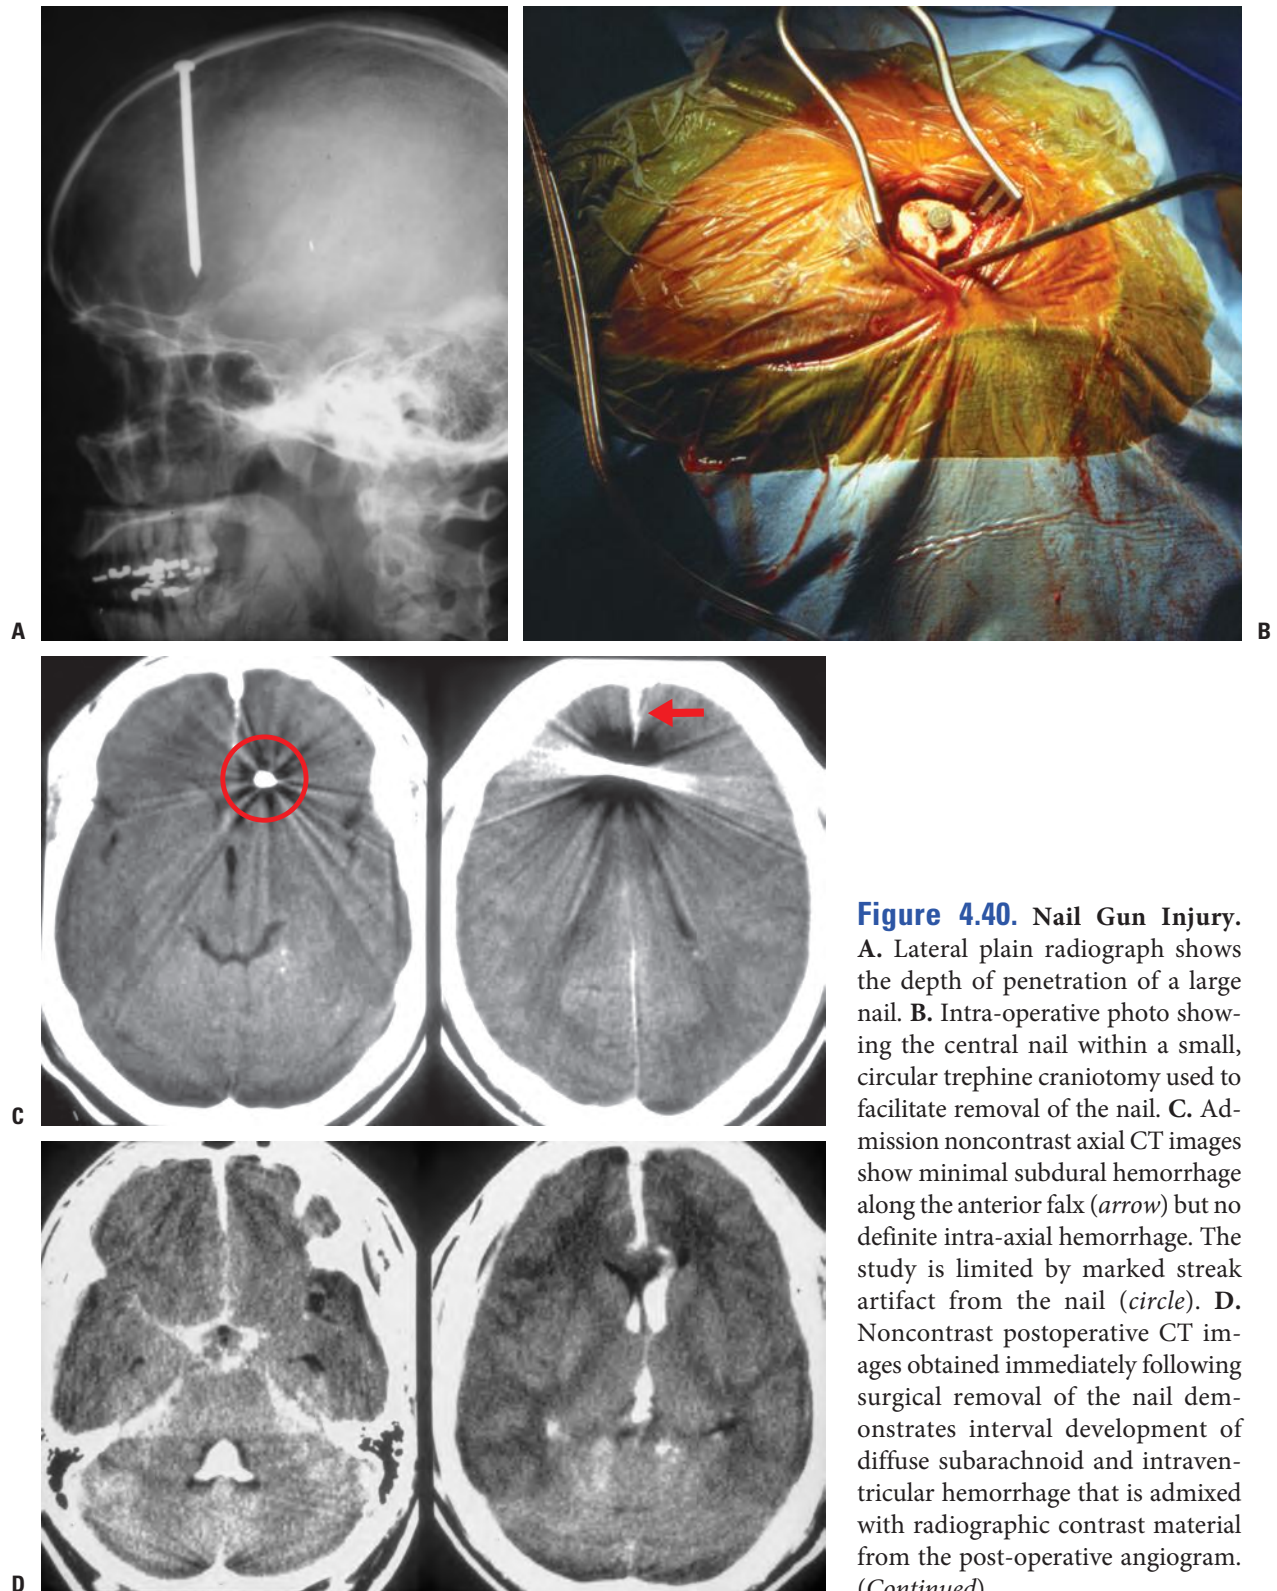 A
B
C
D
Figure 4.40. Nail Gun Injury.
A. Lateral plain radiograph shows
the depth of penetration of a large
nail. B. Intra-operative photo show-
ing the central nail within a small,
circular trephine craniotomy used to
facilitate removal of the nail. C. Ad-
mission noncontrast axial CT images
show minimal subdural hemorrhage
along the anterior falx (arrow) but no
definite intra-axial hemorrhage. The
study is limited by marked streak
artifact from the nail (circle). D.
Noncontrast postoperative CT im-
ages obtained immediately following
surgical removal of the nail dem-
onstrates interval development of
diffuse subarachnoid and intraven-
tricular hemorrhage that is admixed
with radiographic contrast material
from the post-operative angiogram.
(Continued)